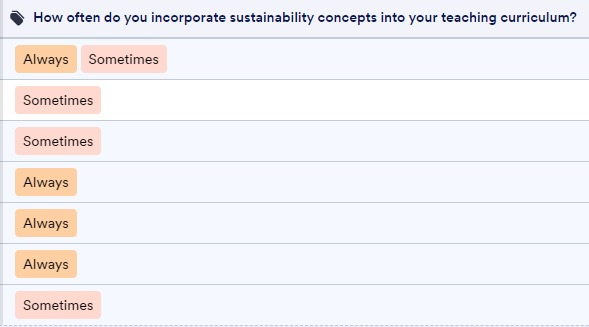 How often do you incorporate sustainability concepts into your teaching curriculum?
Always Sometimes
Sometimes
Sometimes
Always
Always
Always
Sometimes